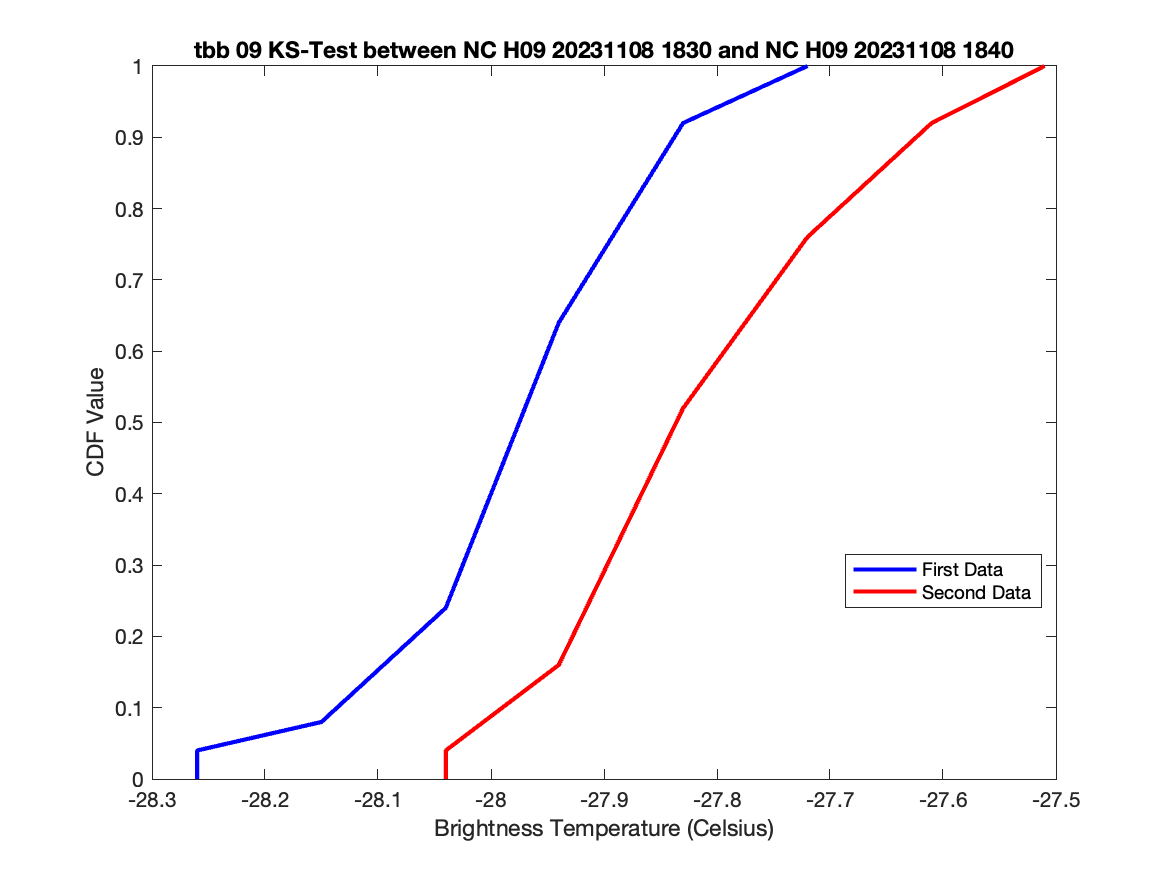 tbb 09 KS-Test between NC H09 20231108 1830 and NC H09 20231108 1840
1
0.9
0.8
0.7
0.6
0.5
0.4
0.3
0.2
0.1
0
CDF Value
First Data
Second Data
-28.3 -28.2 -28.1 -28 -27.9 -27.8 -27.7 -27.6 -27.5
Brightness Temperature (Celsius)